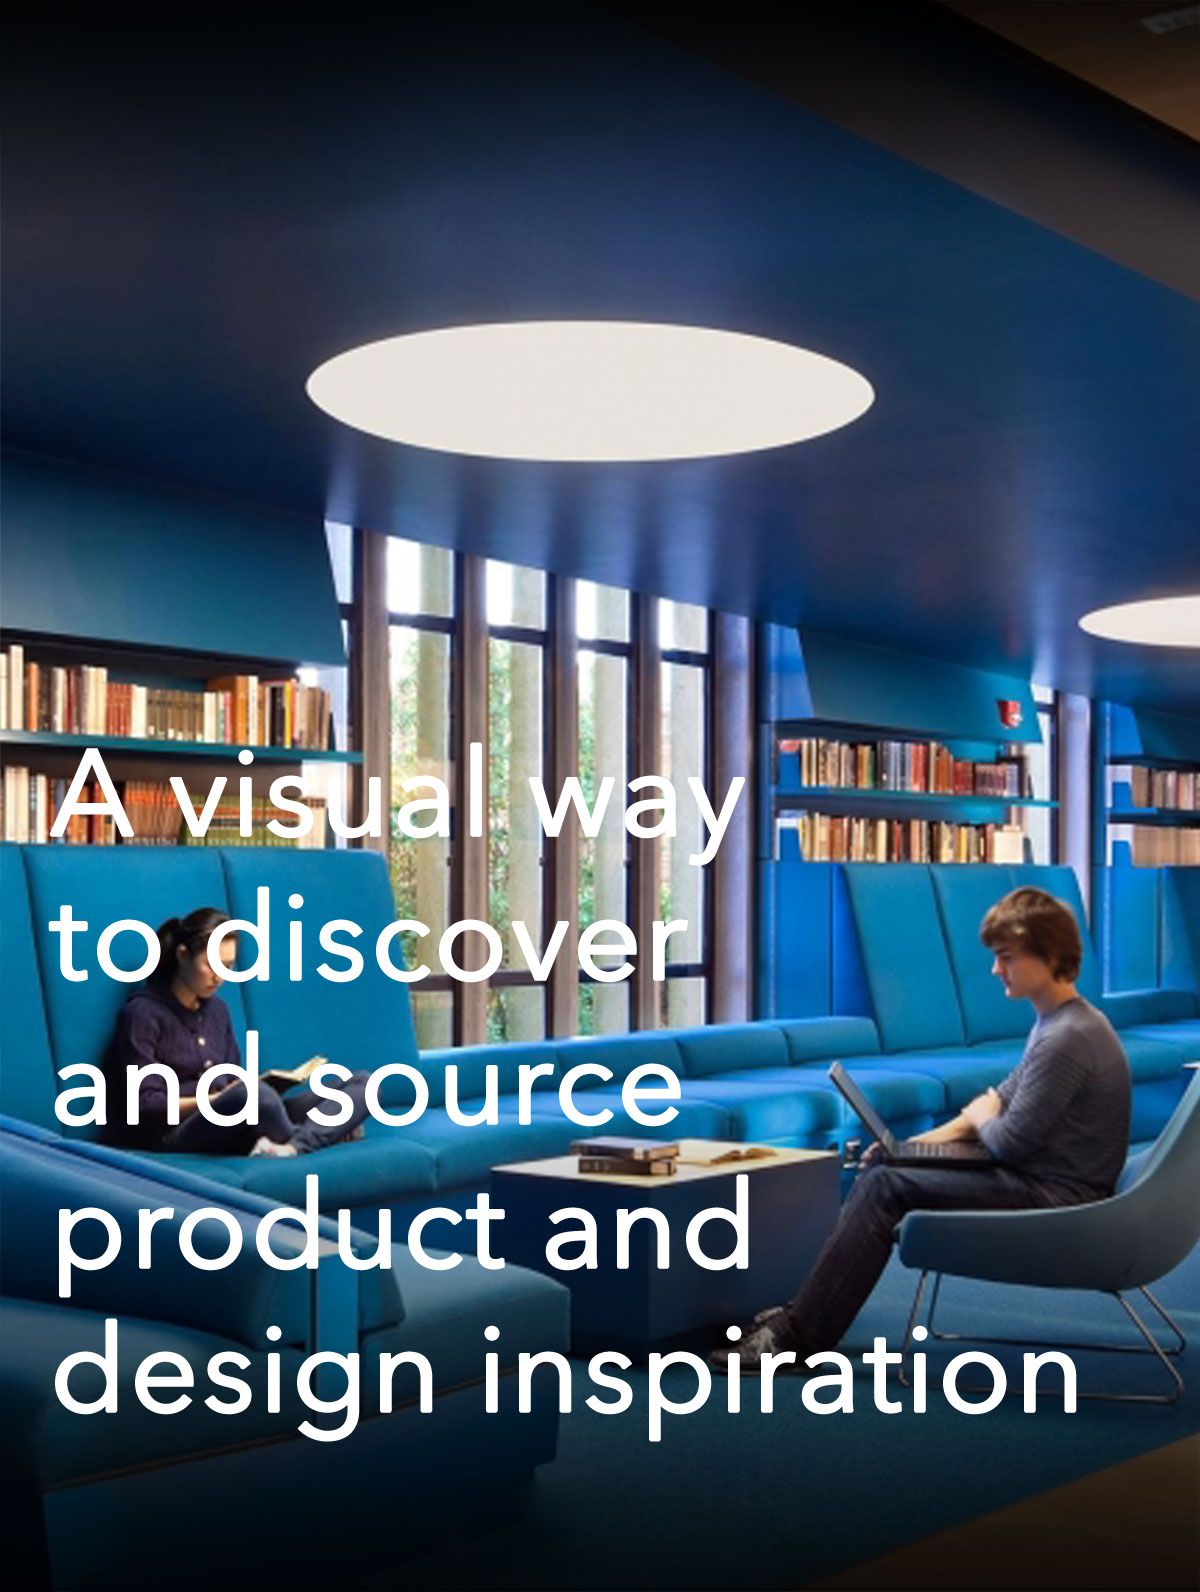 A visual way
to discover
and source
product and
design inspiration